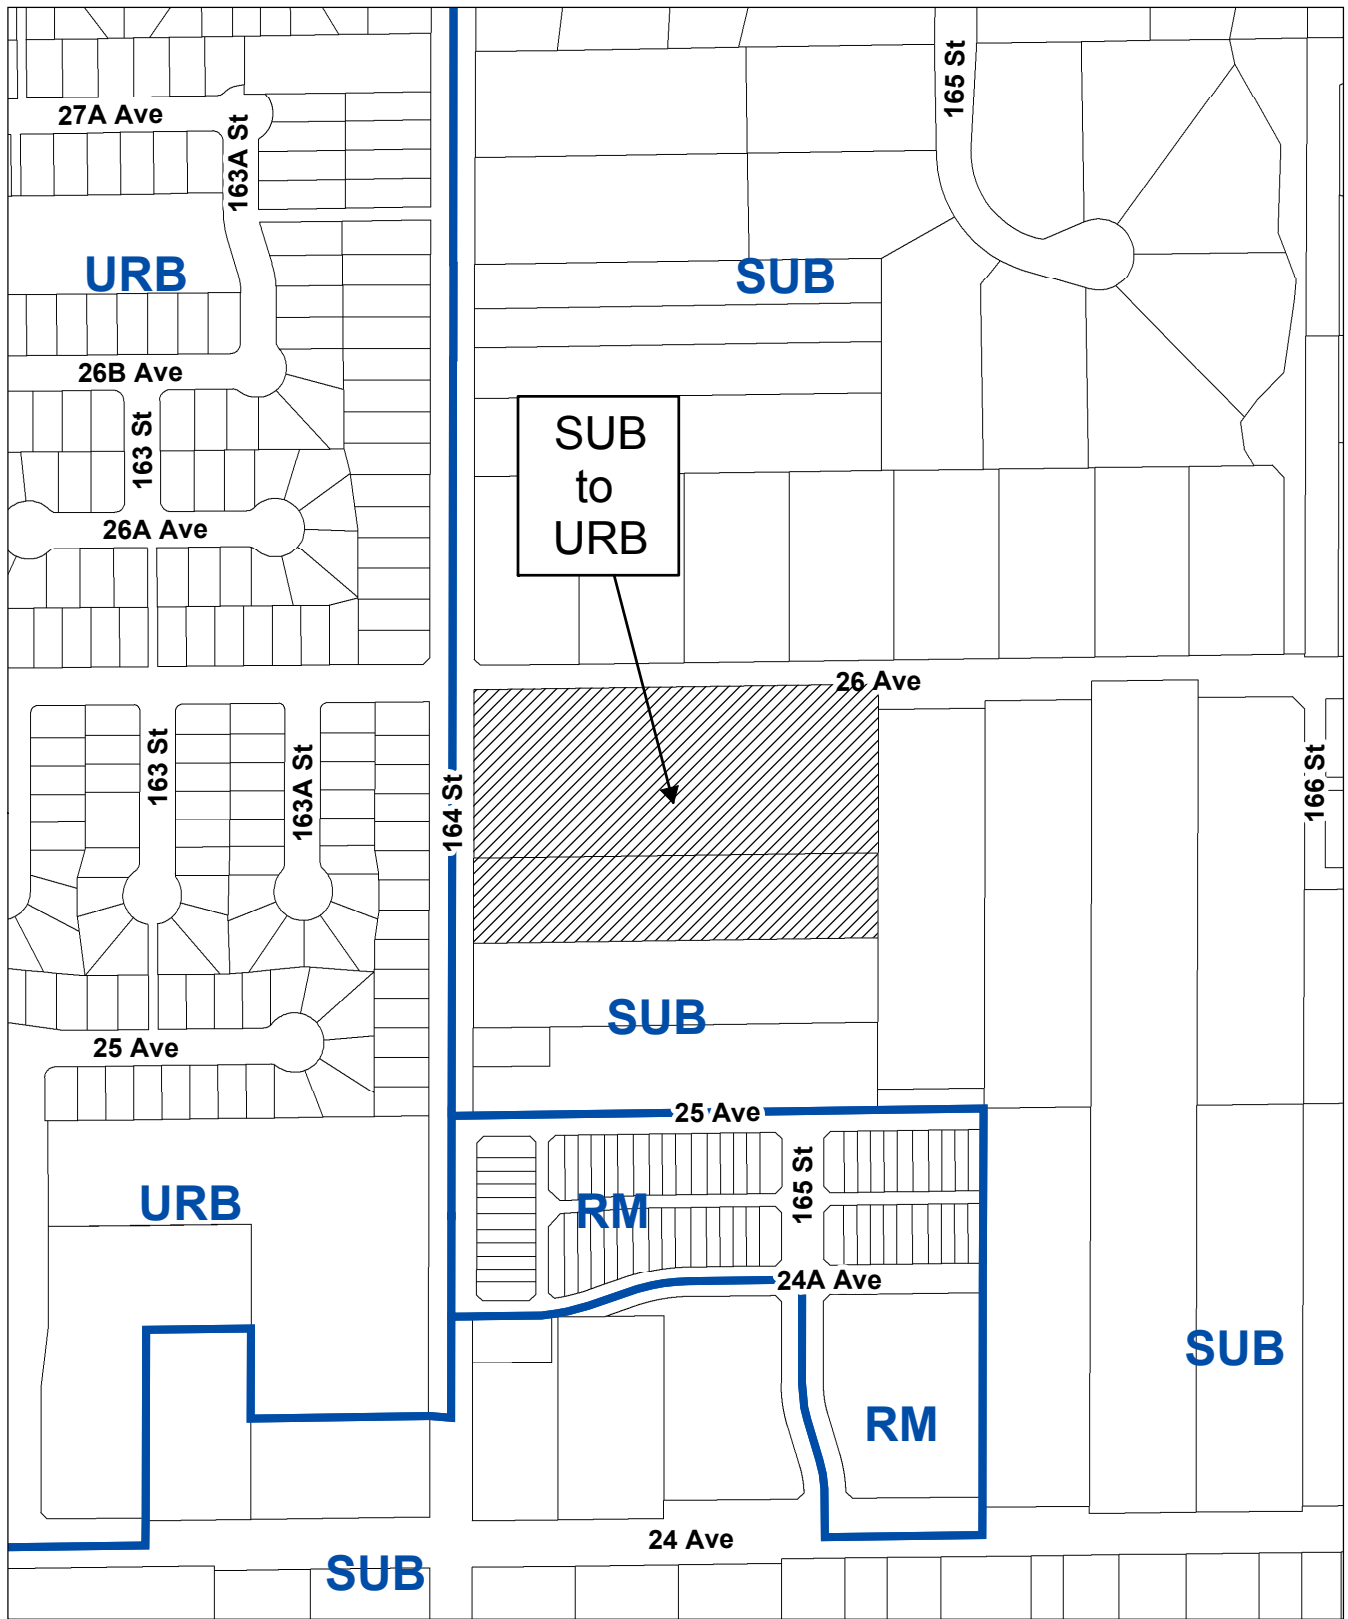 165 St
27A Ave
163A St
URB
SUB
26B Ave
163 St
SUB
to
URB
26A Ave
26 Ave
163 St
163A St
164 St
166 St
SUB
25 Ave
25 Ave
165 St
URB
RM
24A Ave
SUB
RM
24 Ave
SUB